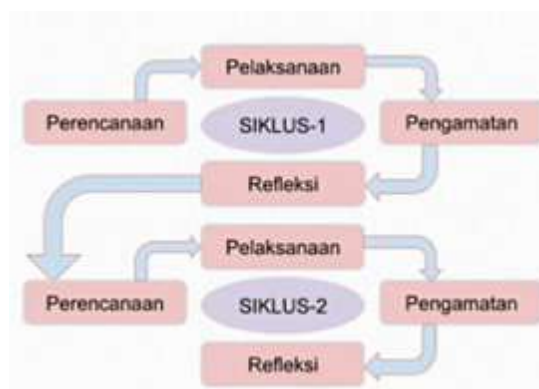 Pelaksanaan
Perencanaan
SIKLUS-1
Pengamatan
Refleksi
Pelaksanaan
Perencanaan
SIKLUS-2
Pengamatan
Refleksi